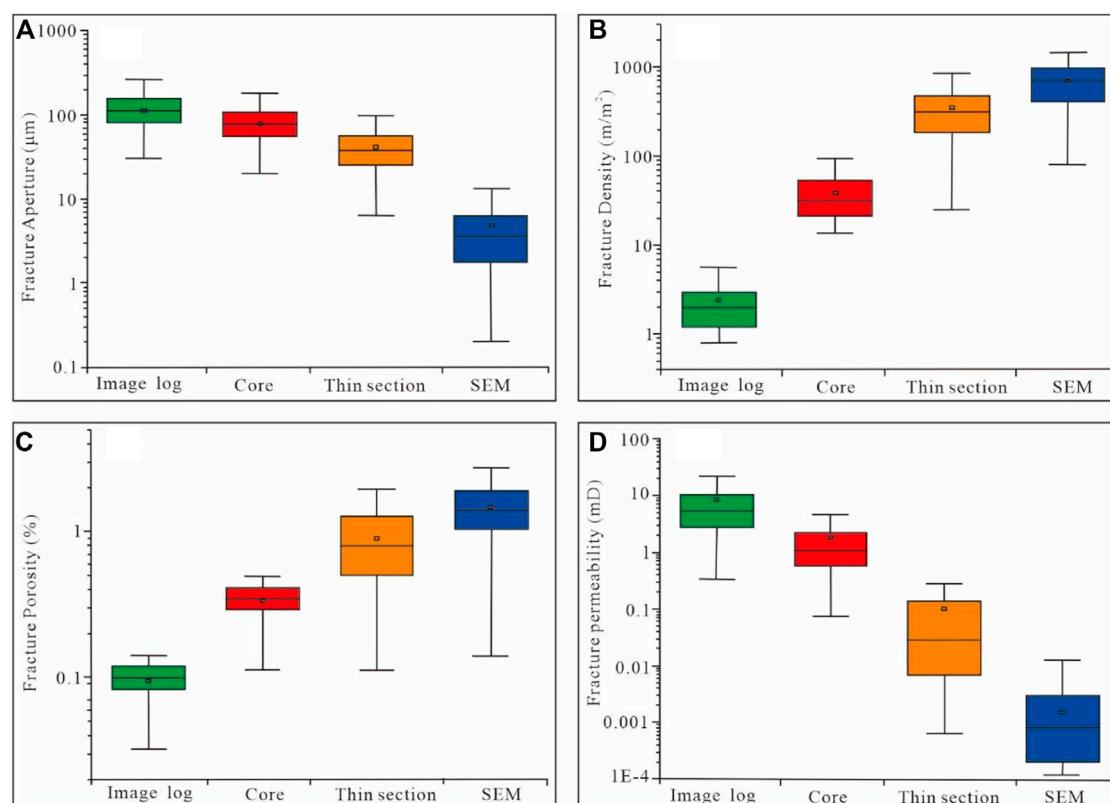 A
Fracture Aperture (μm)
1000
100
10
1
0.1
Image log Core Thin section SEM
B
Fracture Density (m/m²)
1000
100
10
1
Image log Core Thin section SEM
C
Fracture Porosity (%)
1
0.1
Image log Core Thin section SEM
D
Fracture permeability (mD)
100
10
1
0.1
0.01
0.001
1E-4
Image log Core Thin section SEM